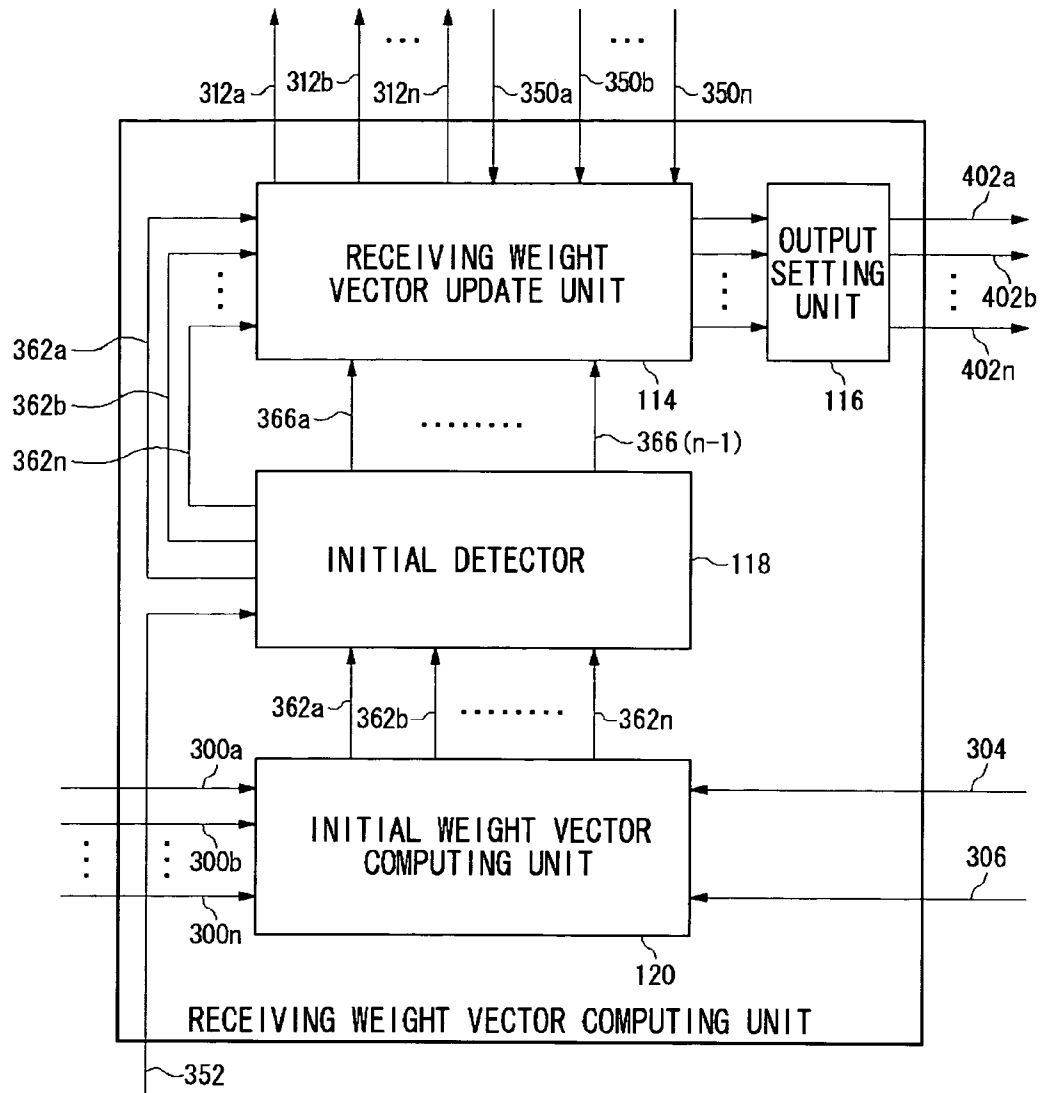 312a
312b
312n
350a
350b
350n
402a
402b
402n
RECEIVING WEIGHT
VECTOR UPDATE UNIT
OUTPUT
SETTING
UNIT
362a
362b
362n
114
116
366a
366(n-1)
INITIAL DETECTOR
118
362a
362b
362n
300a
300b
300n
304
306
INITIAL WEIGHT VECTOR
COMPUTING UNIT
120
RECEIVING WEIGHT VECTOR COMPUTING UNIT
352